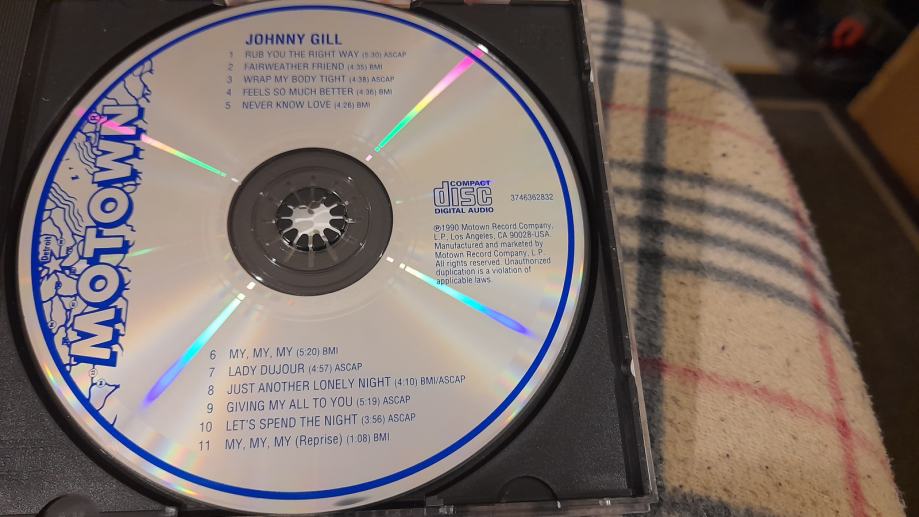 JOHNNY GILL
1 RUB YOU THE RIGHT WAY (5:30) ASCAP
2 FAIRWEATHER FRIEND (4:35) BMI
3 WRAP MY BODY TIGHT (4:38) ASCAP
4 FEELS SO MUCH BETTER (4:36) BMI
5 NEVER KNOW LOVE (4:26) BMI
MOTOWN
Detroit
COMPACT
disc
DIGITAL AUDIO
3746362832
℗1990 Motown Record Company,
L.P., Los Angeles, CA 90028-USA.
Manufactured and marketed by
Motown Record Company, L.P.
All rights reserved. Unauthorized
duplication is a violation of
applicable laws.
6 MY, MY, MY (5:20) BMI
7 LADY DUJOUR (4:57) ASCAP
8 JUST ANOTHER LONELY NIGHT (4:10) BMI/ASCAP
9 GIVING MY ALL TO YOU (5:19) ASCAP
10 LET'S SPEND THE NIGHT (3:56) ASCAP
11 MY, MY, MY (Reprise) (1:08) BMI